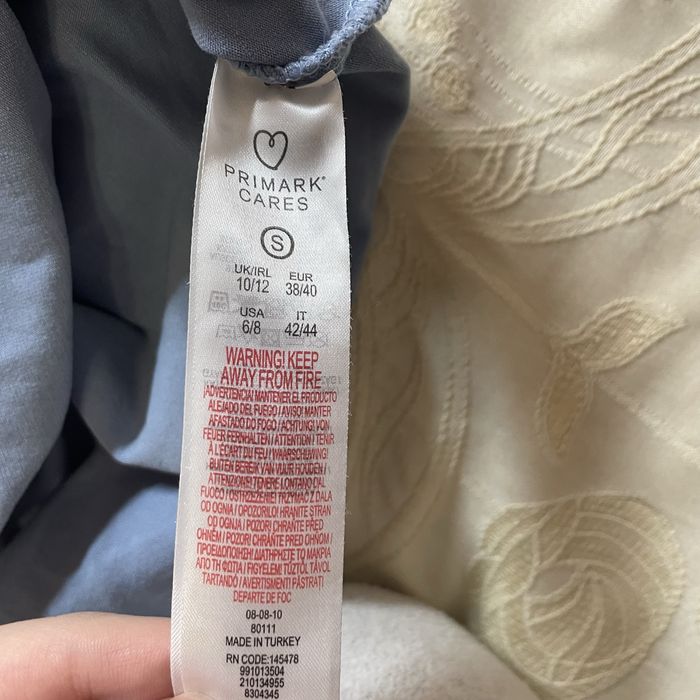 PRIMARK®
CARES
S
UK/IRL EUR
10/12 38/40
USA IT
6/8 42/44
WARNING! KEEP
AWAY FROM FIRE
¡ADVERTENCIA! MANTENER EL PRODUCTO
ALEJADO DEL FUEGO / AVISO! MANTER
AFASTADO DO FOGO / ACHTUNG! VON
FEUER FERNHALTEN / ATTENTION ! TENIR
À L'ÉCART DU FEU / WAARSCHUWING!
BUITEN BEREIK VAN VUUR HOUDEN /
ATTENZIONE! TENERE LONTANO DAL
FUOCO / OSTRZEŻENIE! TRZYMAĆ Z DALA
OD OGNIA / OPOZORILO! HRANITE STRAN
OD OGNJA / POZOR! CHRAŇTE PŘED
OHNĚM / POZOR! CHRÁŇTE PRED OHŇOM /
ΠΡΟΕΙΔΟΠΟΙΗΣΗ! ΔΙΑΤΗΡΗΣΤΕ ΤΟ ΜΑΚΡΙΑ
ΑΠΟ ΤΗ ΦΩΤΙΑ / FIGYELEM! TŰZTŐL TÁVOL
TARTANDÓ / AVERTISMENT! PĂSTRAȚI
DEPARTE DE FOC
08-08-10
80111
MADE IN TURKEY
RN CODE:145478
991013504
210134955
8304345